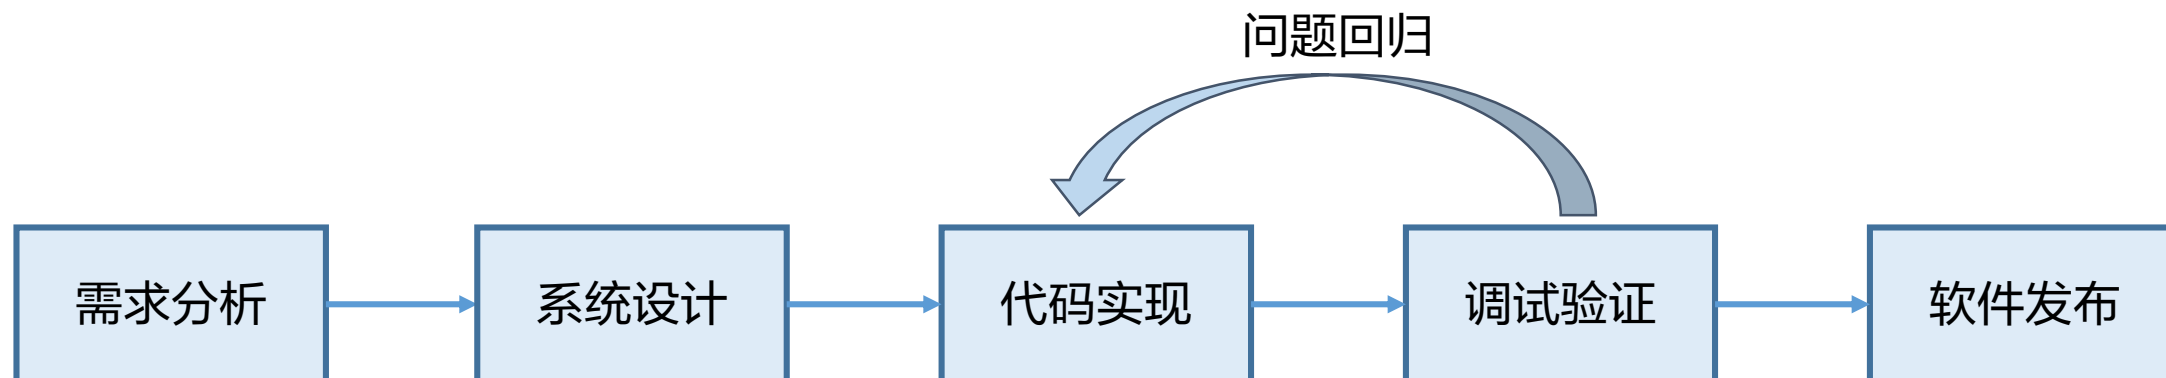 问题回归
需求分析
系统设计
代码实现
调试验证
软件发布